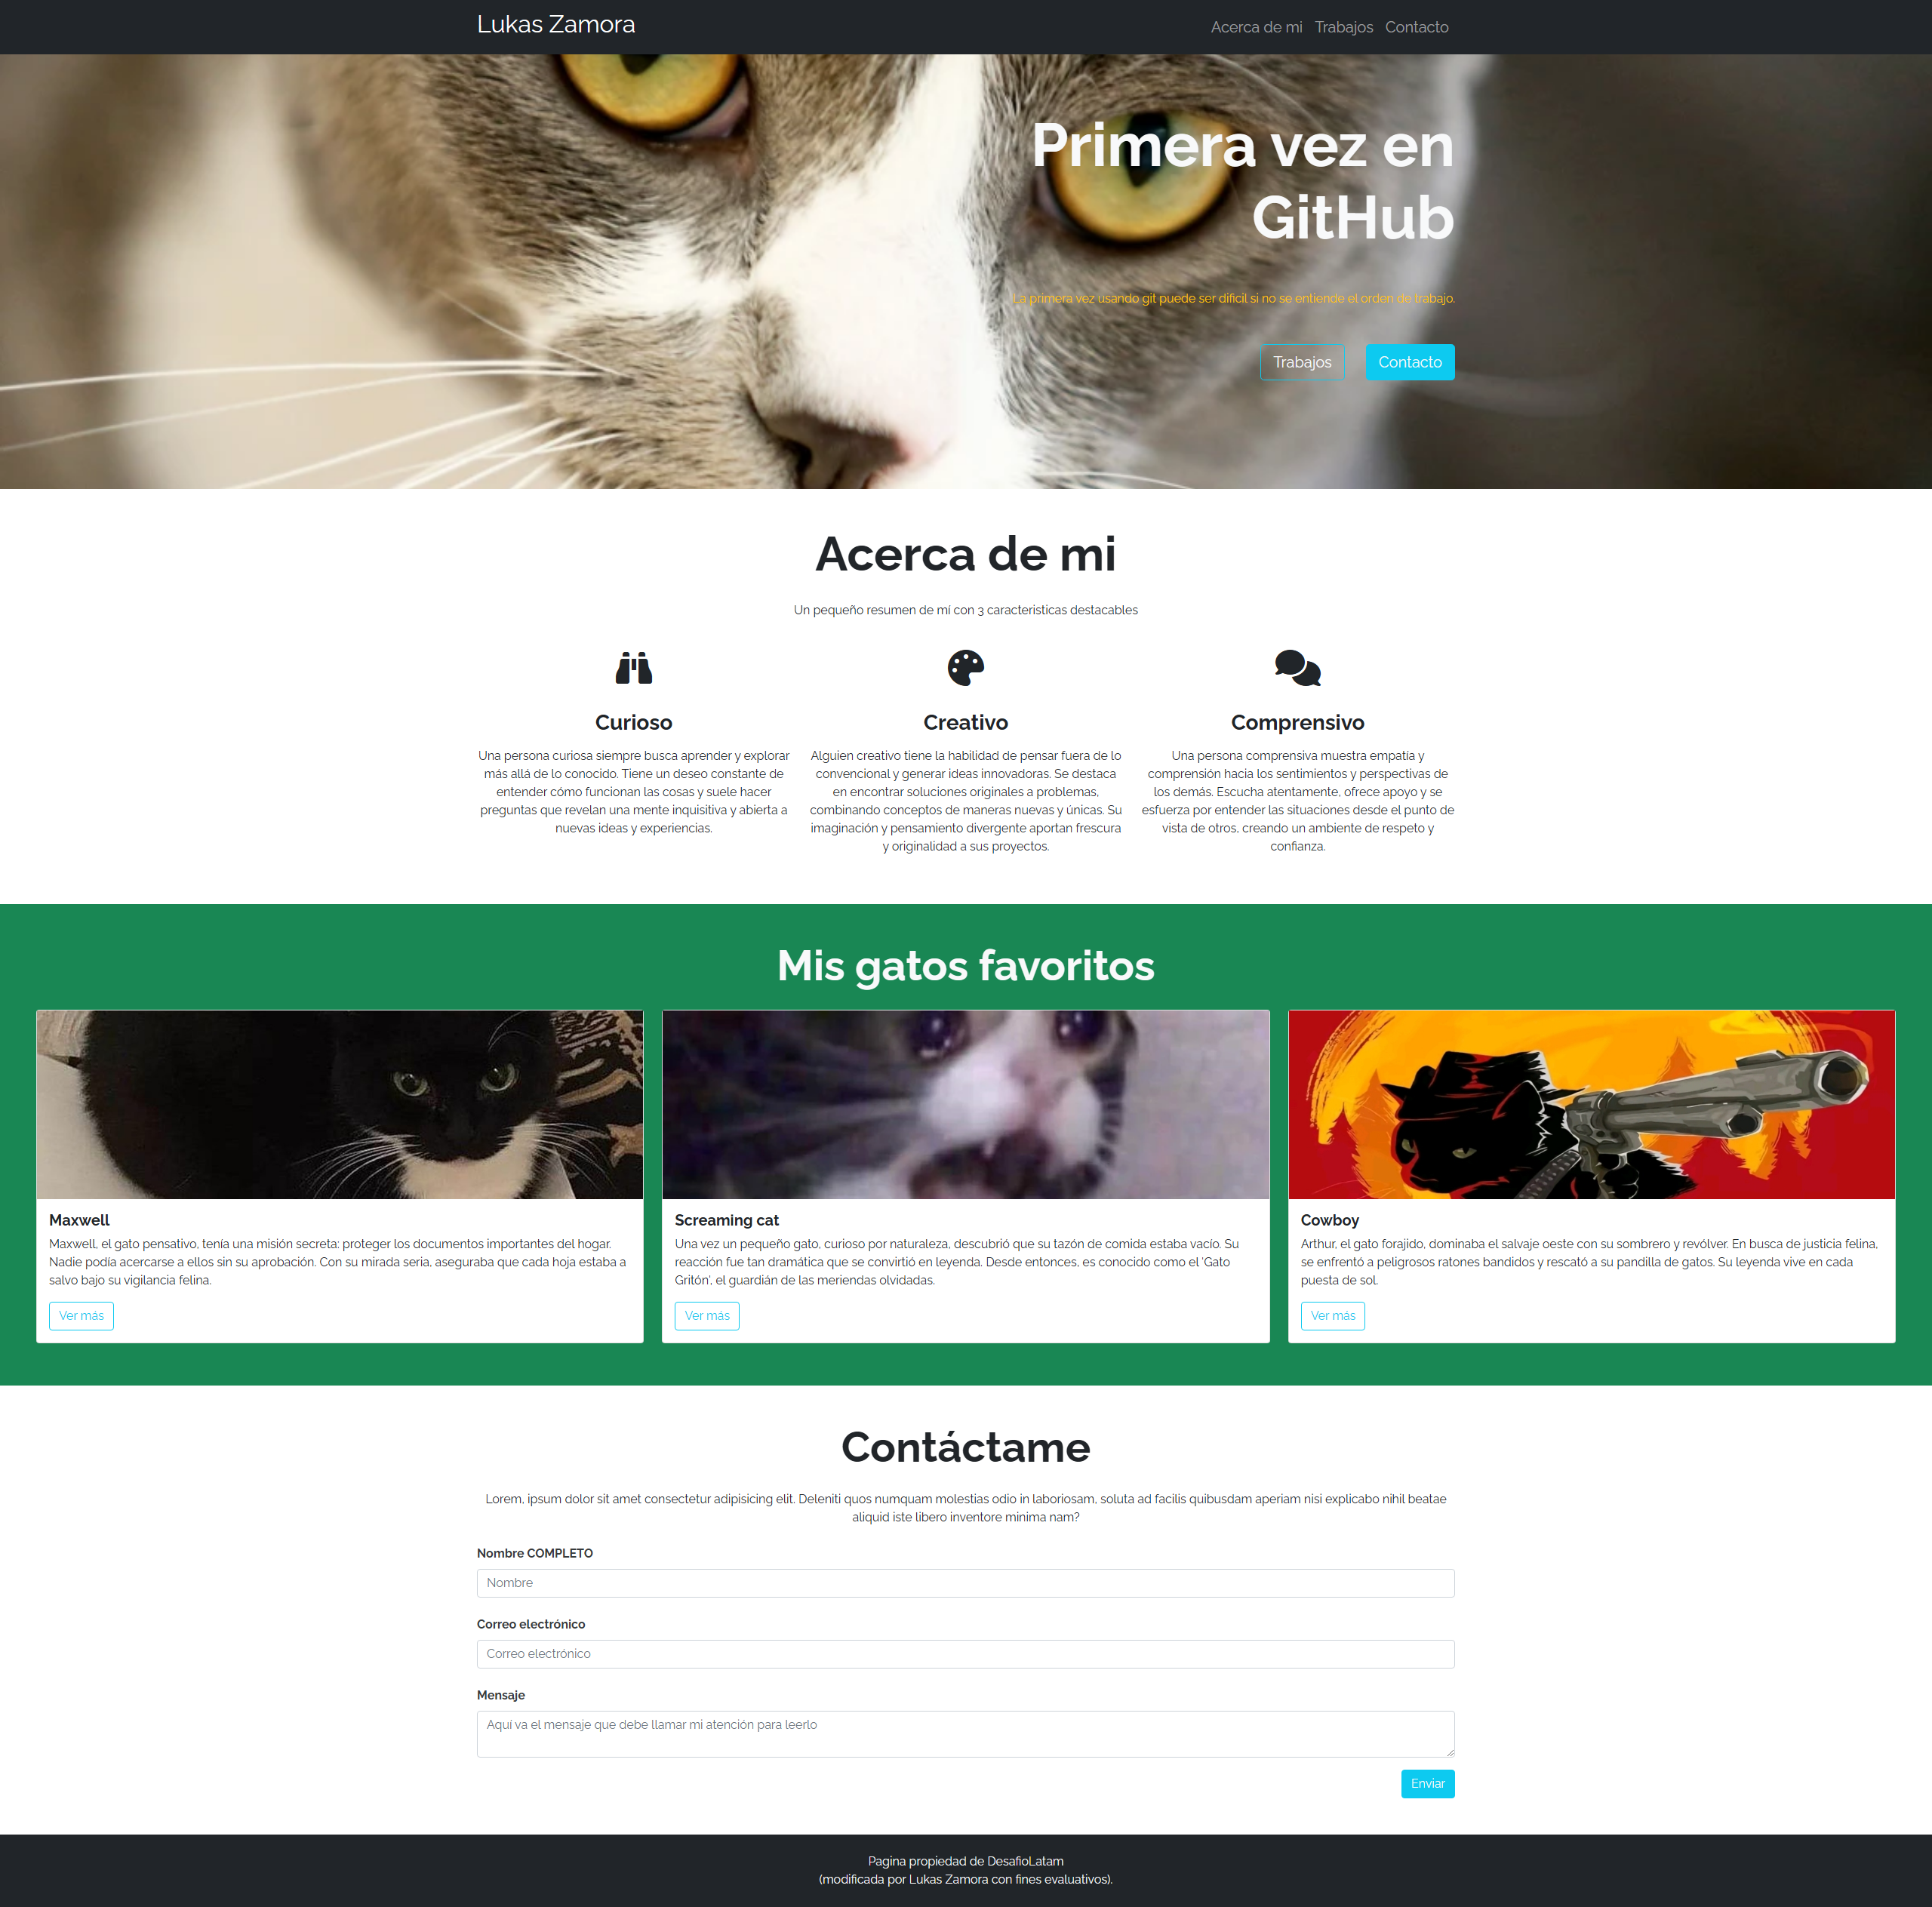 Lukas Zamora
Acerca de mi
Trabajos
Contacto
Primera vez en
GitHub
La primera vez usando git puede ser dificil si no se entiende el orden de trabajo.
Trabajos
Contacto
Acerca de mi
Un pequeño resumen de mí con 3 caracteristicas destacables
Curioso
Una persona curiosa siempre busca aprender y explorar
más allá de lo conocido. Tiene un deseo constante de
entender cómo funcionan las cosas y suele hacer
preguntas que revelan una mente inquisitiva y abierta a
nuevas ideas y experiencias.
Creativo
Alguien creativo tiene la habilidad de pensar fuera de lo
convencional y generar ideas innovadoras. Se destaca
en encontrar soluciones originales a problemas,
combinando conceptos de maneras nuevas y únicas. Su
imaginación y pensamiento divergente aportan frescura
y originalidad a sus proyectos.
Comprensivo
Una persona comprensiva muestra empatía y
comprensión hacia los sentimientos y perspectivas de
los demás. Escucha atentamente, ofrece apoyo y se
esfuerza por entender las situaciones desde el punto de
vista de otros, creando un ambiente de respeto y
confianza.
Mis gatos favoritos
Maxwell
Maxwell, el gato pensativo, tenía una misión secreta: proteger los documentos importantes del hogar.
Nadie podía acercarse a ellos sin su aprobación. Con su mirada seria, aseguraba que cada hoja estaba a
salvo bajo su vigilancia felina.
Ver más
Screaming cat
Una vez un pequeño gato, curioso por naturaleza, descubrió que su tazón de comida estaba vacío. Su
reacción fue tan dramática que se convirtió en leyenda. Desde entonces, es conocido como el 'Gato
Gritón', el guardián de las meriendas olvidadas.
Ver más
Cowboy
Arthur, el gato forajido, dominaba el salvaje oeste con su sombrero y revólver. En busca de justicia felina,
se enfrentó a peligrosos ratones bandidos y rescató a su pandilla de gatos. Su leyenda vive en cada
puesta de sol.
Ver más
Contáctame
Lorem, ipsum dolor sit amet consectetur adipisicing elit. Deleniti quos numquam molestias odio in laboriosam, soluta ad facilis quibusdam aperiam nisi explicabo nihil beatae
aliquid iste libero inventore minima nam?
Nombre COMPLETO
Nombre
Correo electrónico
Correo electrónico
Mensaje
Aquí va el mensaje que debe llamar mi atención para leerlo
Enviar
Pagina propiedad de DesafioLatam
(modificada por Lukas Zamora con fines evaluativos).